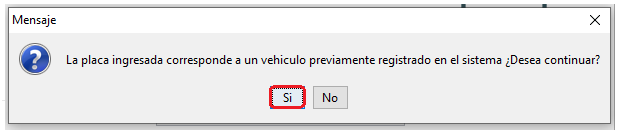 Mensaje
La placa ingresada corresponde a un vehiculo previamente registrado en el sistema ¿Desea continuar?
Si No